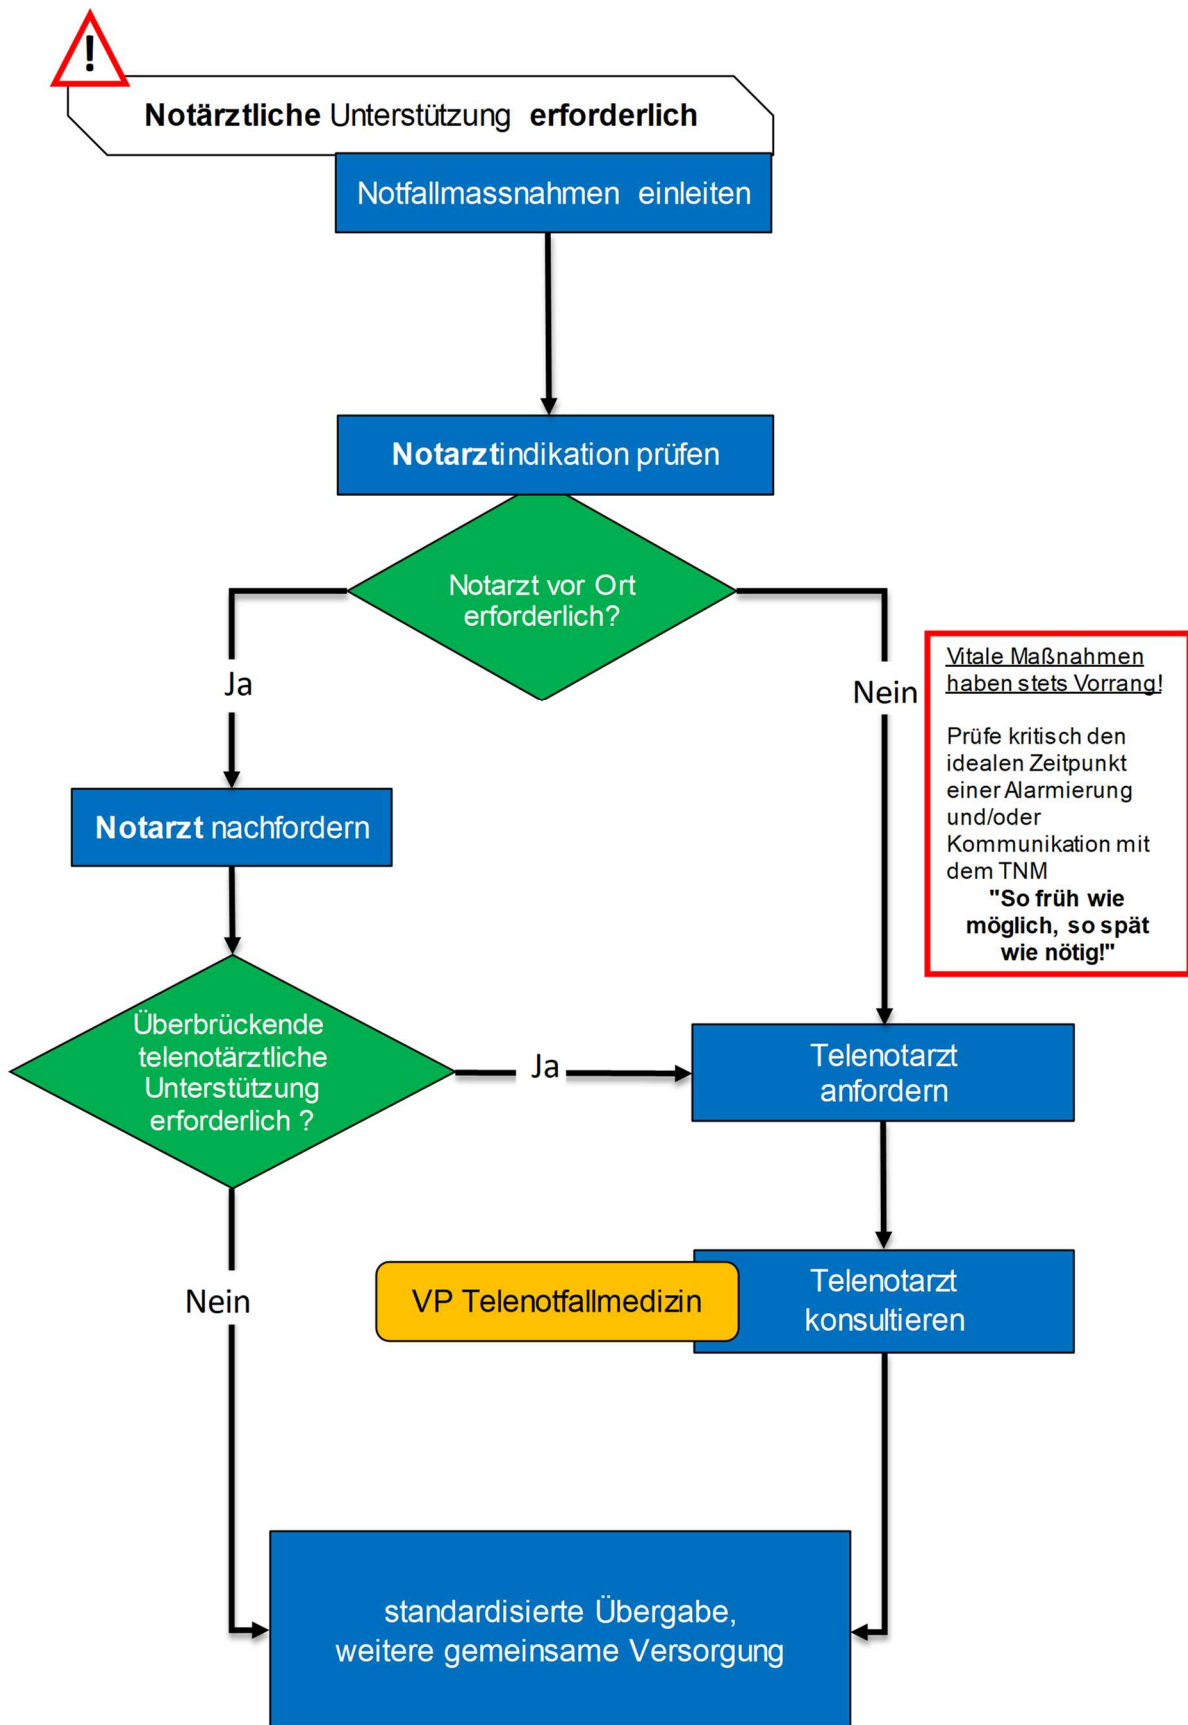 !
Notärztliche Unterstützung erforderlich
Notfallmassnahmen einleiten
Notarztindikation prüfen
Notarzt vor Ort
erforderlich?
Ja
Nein
Vitale Maßnahmen
haben stets Vorrang!
Prüfe kritisch den
idealen Zeitpunkt
einer Alarmierung
und/oder
Kommunikation mit
dem TNM
"So früh wie
möglich, so spät
wie nötig!"
Notarzt nachfordern
Überbrückende
telenotärztliche
Unterstützung
erforderlich ?
Ja
Telenotarzt
anfordern
Nein
VP Telenotfallmedizin
Telenotarzt
konsultieren
standardisierte Übergabe,
weitere gemeinsame Versorgung